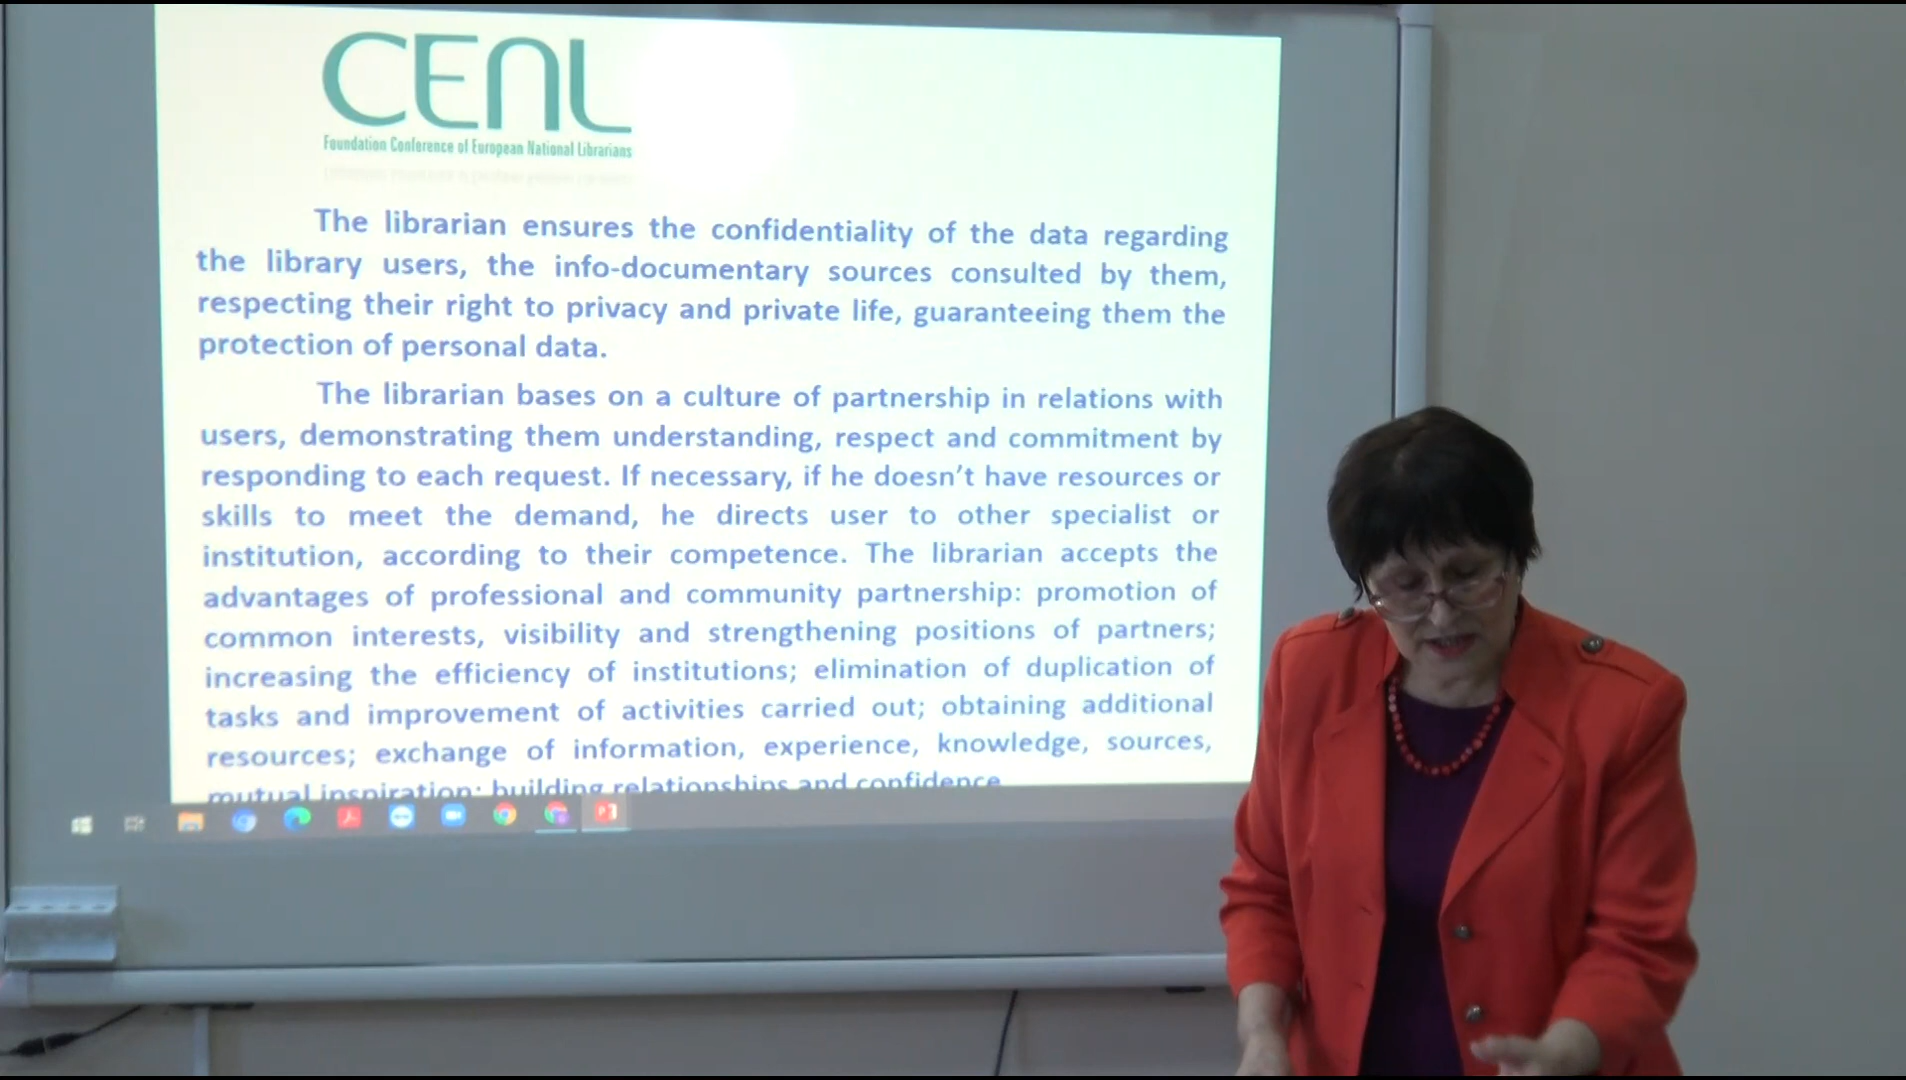 CENL
Foundation Conference of European National Librarians
The librarian ensures the confidentiality of the data regarding
the library users, the info-documentary sources consulted by them,
respecting their right to privacy and private life, guaranteeing them the
protection of personal data.
The librarian bases on a culture of partnership in relations with
users, demonstrating them understanding, respect and commitment by
responding to each request. If necessary, if he doesn't have resources or
skills to meet the demand, he directs user to other specialist or
institution, according to their competence. The librarian accepts the
advantages of professional and community partnership: promotion of
common interests, visibility and strengthening positions of partners;
increasing the efficiency of institutions; elimination of duplication of
tasks and improvement of activities carried out; obtaining additional
resources; exchange of information, experience, knowledge, sources,
mutual inspiration; building relationships and confidence